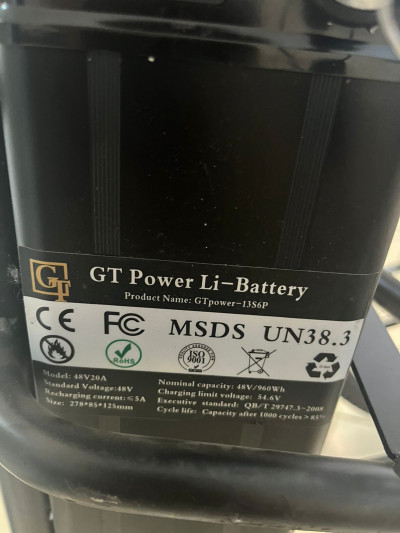 GT
GT Power Li-Battery
Product Name: GTpower-13S6P
CE FC MSDS UN38.3
RoHS ISO 9001
Model: 48V20A
Standard Voltage:48V
Recharging current:≤5A
Size: 278*85*125mm
Nominal capacity: 48V/960Wh
Charging limit voltage: 54.6V
Executive standard: QB/T 29747.3-2008
Cycle life: Capacity after 1000 cycles > 85%